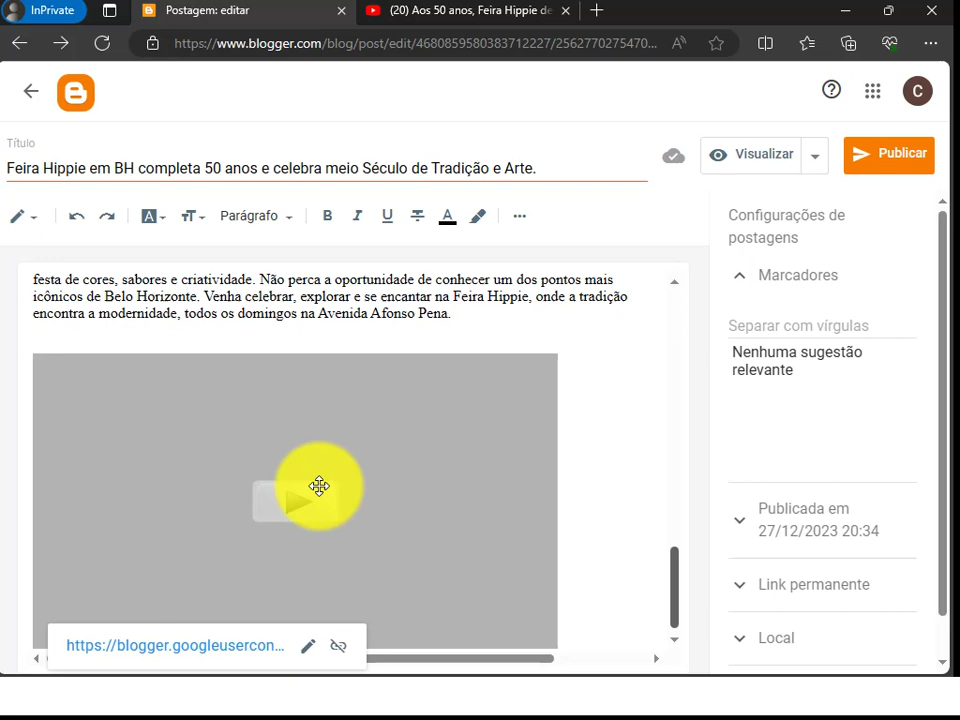 InPrivate
Postagem: editar
(20) Aos 50 anos, Feira Hippie de
https://www.blogger.com/blog/post/edit/4680859580383712227/2562770275470...
C
Título
Feira Hippie em BH completa 50 anos e celebra meio Século de Tradição e Arte.
Visualizar
Publicar
Parágrafo
B I U A
festa de cores, sabores e criatividade. Não perca a oportunidade de conhecer um dos pontos mais
icônicos de Belo Horizonte. Venha celebrar, explorar e se encantar na Feira Hippie, onde a tradição
encontra a modernidade, todos os domingos na Avenida Afonso Pena.
https://blogger.googleusercon...
Configurações de
postagens
Marcadores
Separar com vírgulas
Nenhuma sugestão
relevante
Publicada em
27/12/2023 20:34
Link permanente
Local